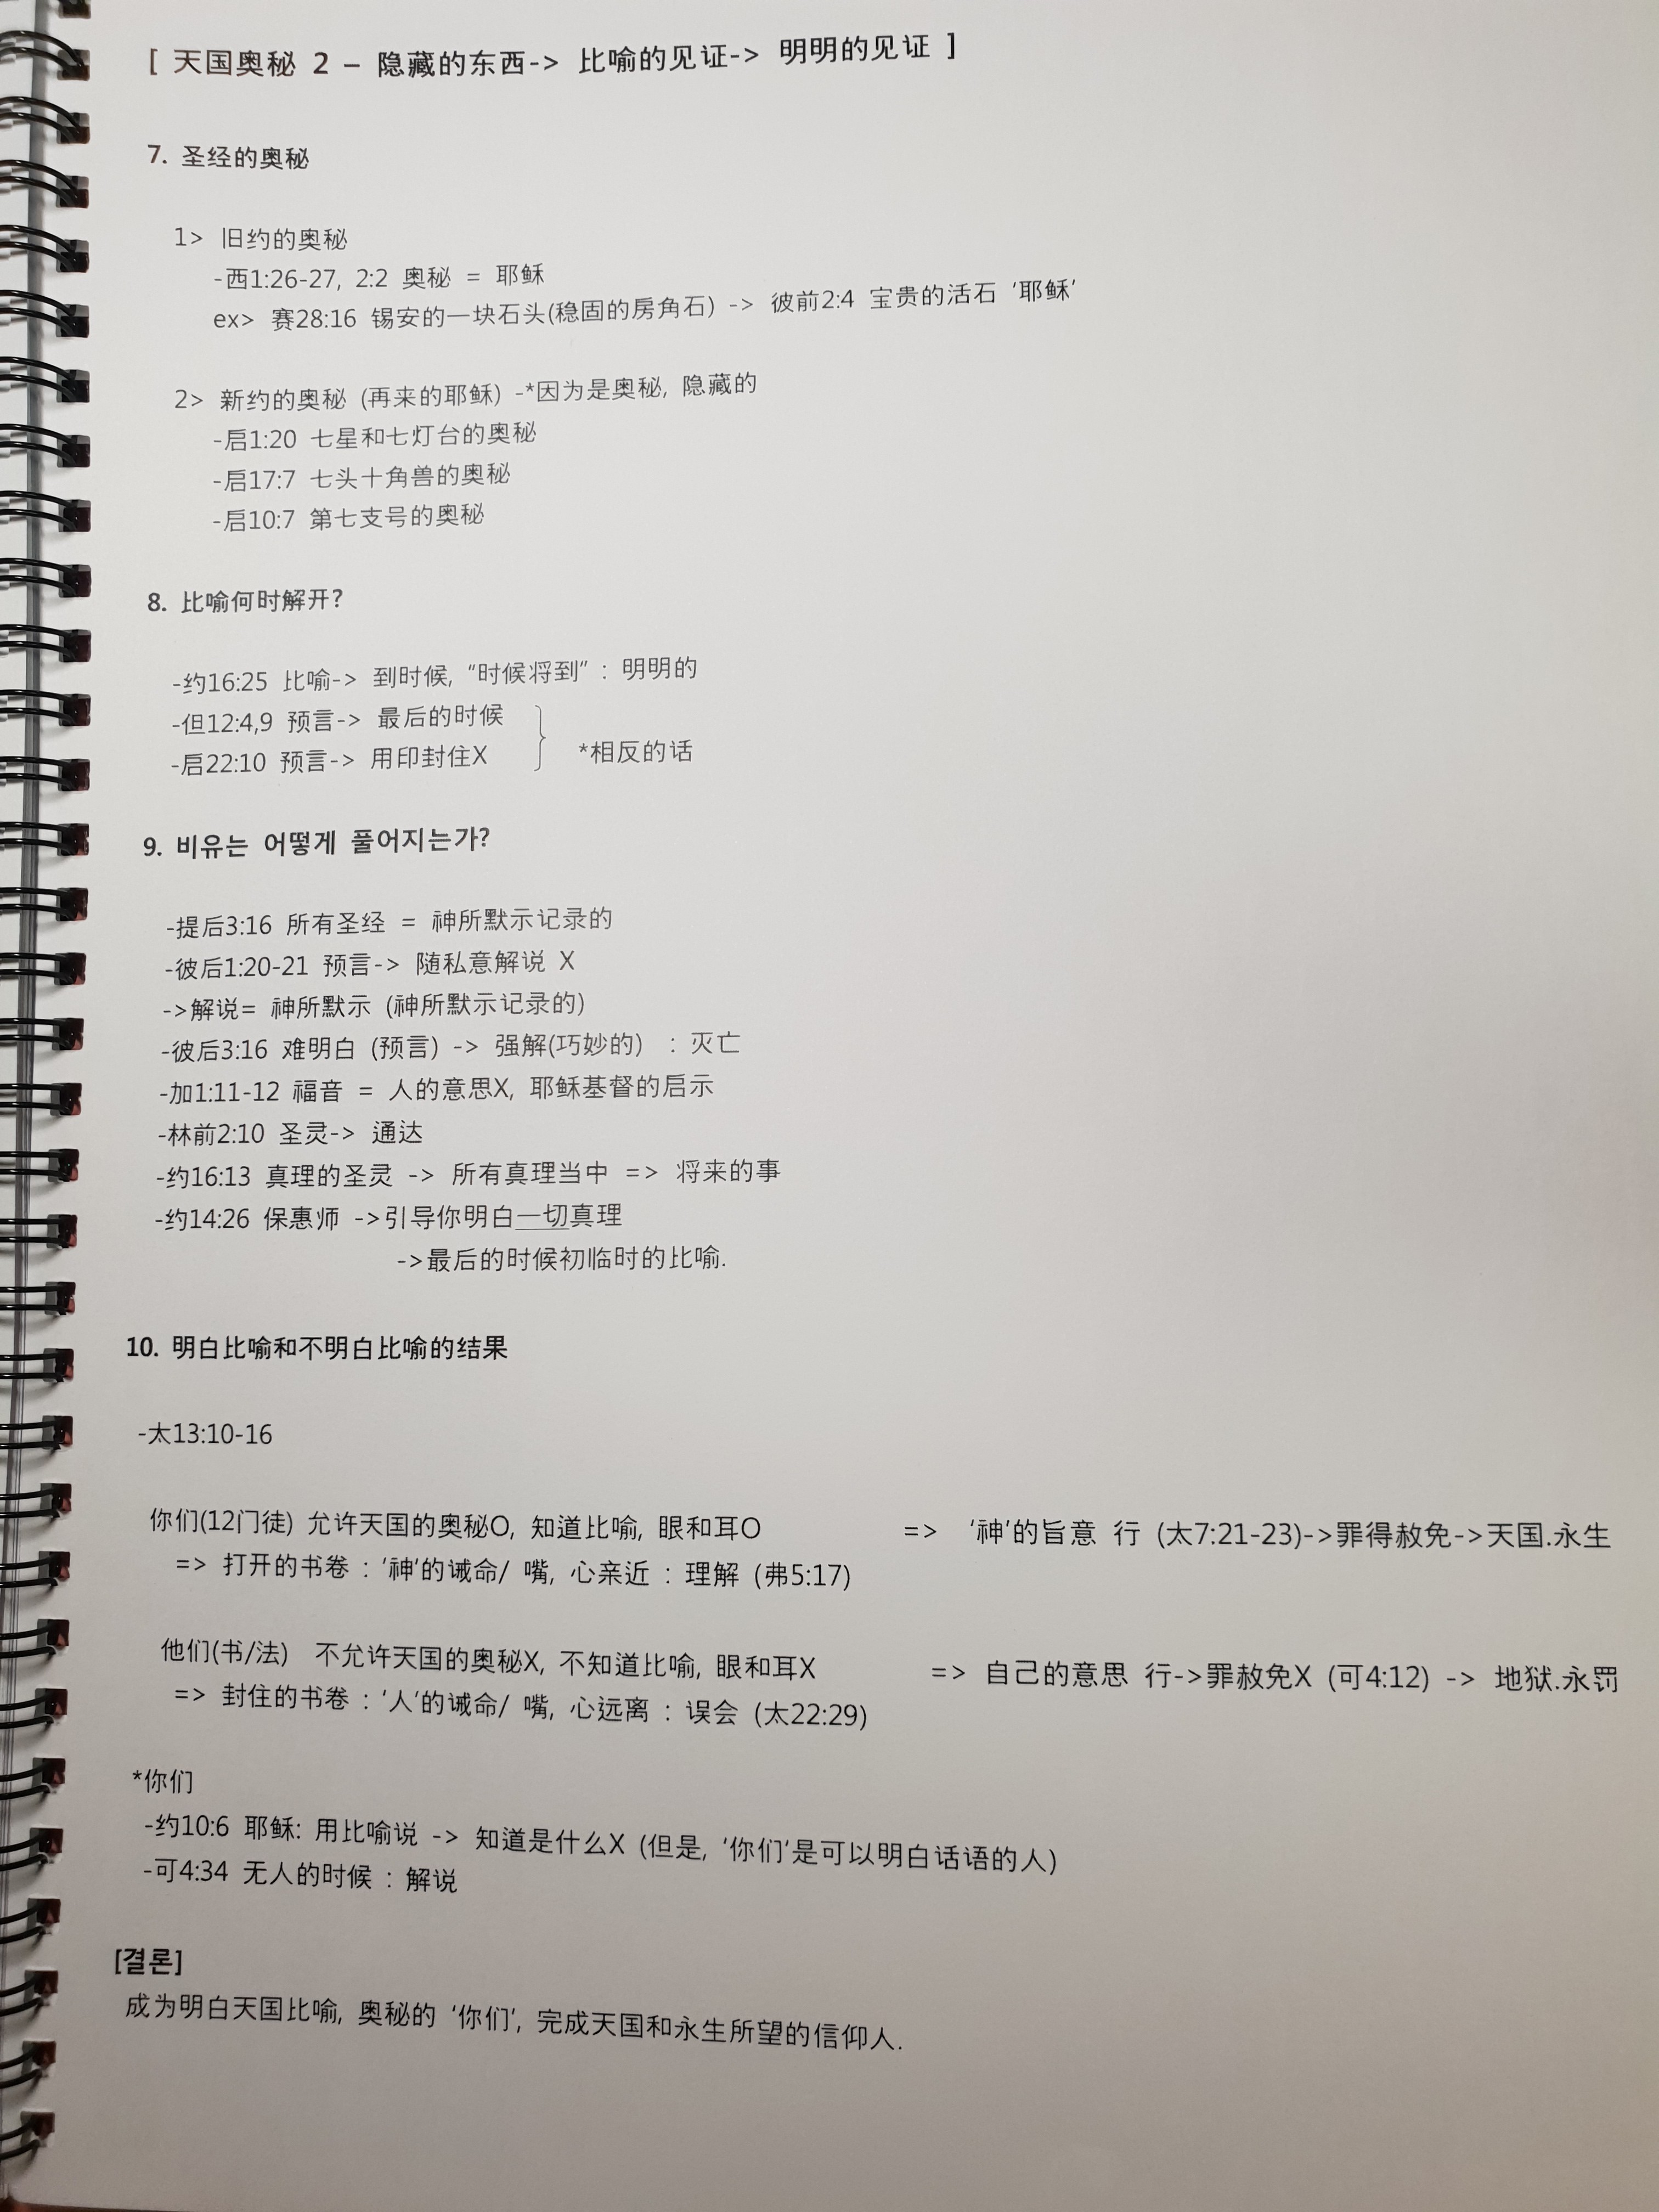 [ 天国奥秘 2 – 隐藏的东西-> 比喻的见证-> 明明的见证 ]
7. 圣经的奥秘
1> 旧约的奥秘
-西1:26-27, 2:2 奥秘 = 耶稣
ex> 赛28:16 锡安的一块石头(稳固的房角石) -> 彼前2:4 宝贵的活石 '耶稣'
2> 新约的奥秘 (再来的耶稣) -*因为是奥秘, 隐藏的
-启1:20 七星和七灯台的奥秘
-启17:7 七头十角兽的奥秘
-启10:7 第七支号的奥秘
8. 比喻何时解开?
-约16:25 比喻-> 到时候, “时候将到” : 明明的
-但12:4,9 预言-> 最后的时候
-启22:10 预言-> 用印封住X
*相反的话
9. 비유는 어떻게 풀어지는가?
-提后3:16 所有圣经 = 神所默示记录的
-彼后1:20-21 预言-> 随私意解说 X
->解说= 神所默示 (神所默示记录的)
-彼后3:16 难明白 (预言) -> 强解(巧妙的) : 灭亡
-加1:11-12 福音 = 人的意思X, 耶稣基督的启示
-林前2:10 圣灵-> 通达
-约16:13 真理的圣灵 -> 所有真理当中 => 将来的事
-约14:26 保惠师 ->引导你明白一切真理
->最后的时候初临时的比喻.
10. 明白比喻和不明白比喻的结果
-太13:10-16
你们(12门徒) 允许天国的奥秘O, 知道比喻, 眼和耳O => '神'的旨意 行 (太7:21-23)->罪得赦免->天国.永生
=> 打开的书卷 : '神'的诫命/ 嘴, 心亲近 : 理解 (弗5:17)
他们(书/法) 不允许天国的奥秘X, 不知道比喻, 眼和耳X => 自己的意思 行->罪赦免X (可4:12) -> 地狱.永罚
=> 封住的书卷 : '人'的诫命/ 嘴, 心远离 : 误会 (太22:29)
*你们
-约10:6 耶稣: 用比喻说 -> 知道是什么X (但是, '你们'是可以明白话语的人)
-可4:34 无人的时候 : 解说
[결론]
成为明白天国比喻, 奥秘的 '你们', 完成天国和永生所望的信仰人.